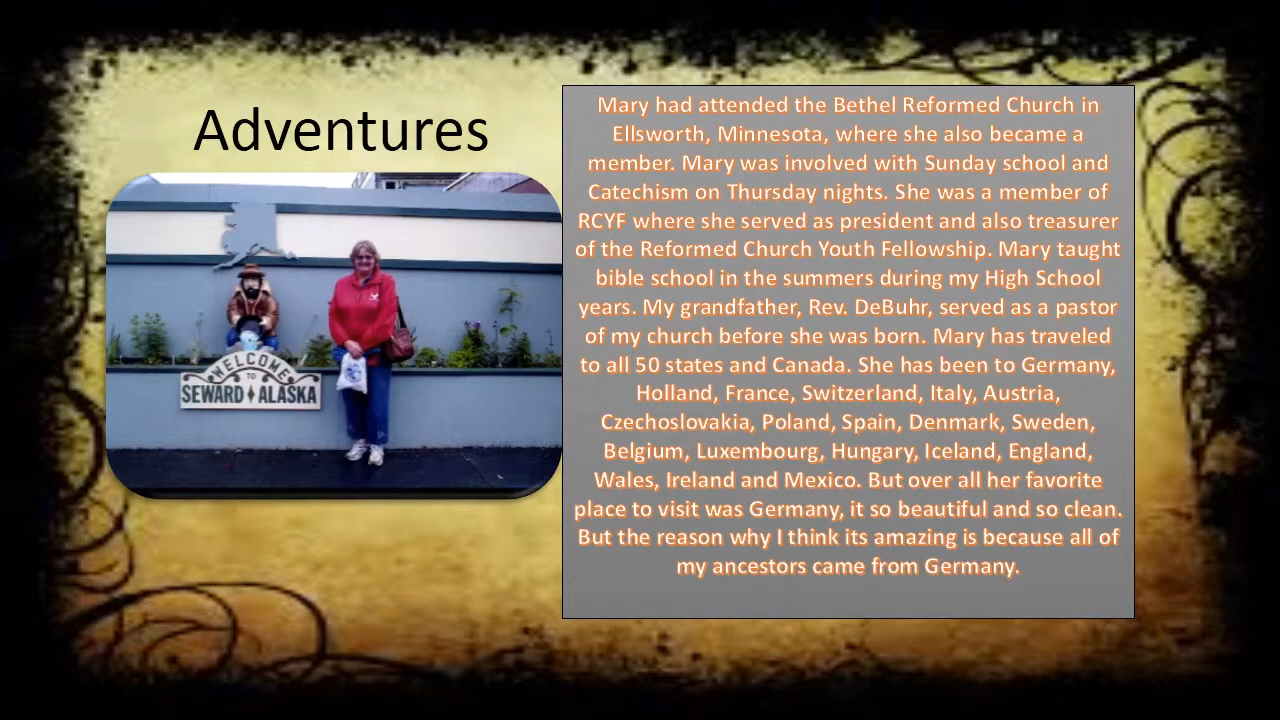 Adventures
WELCOME
TO
SEWARD ALASKA
Mary had attended the Bethel Reformed Church in
Ellsworth, Minnesota, where she also became a
member. Mary was involved with Sunday school and
Catechism on Thursday nights. She was a member of
RCYF where she served as president and also treasurer
of the Reformed Church Youth Fellowship. Mary taught
bible school in the summers during my High School
years. My grandfather, Rev. DeBuhr, served as a pastor
of my church before she was born. Mary has traveled
to all 50 states and Canada. She has been to Germany,
Holland, France, Switzerland, Italy, Austria,
Czechoslovakia, Poland, Spain, Denmark, Sweden,
Belgium, Luxembourg, Hungary, Iceland, England,
Wales, Ireland and Mexico. But over all her favorite
place to visit was Germany, it so beautiful and so clean.
But the reason why I think its amazing is because all of
my ancestors came from Germany.